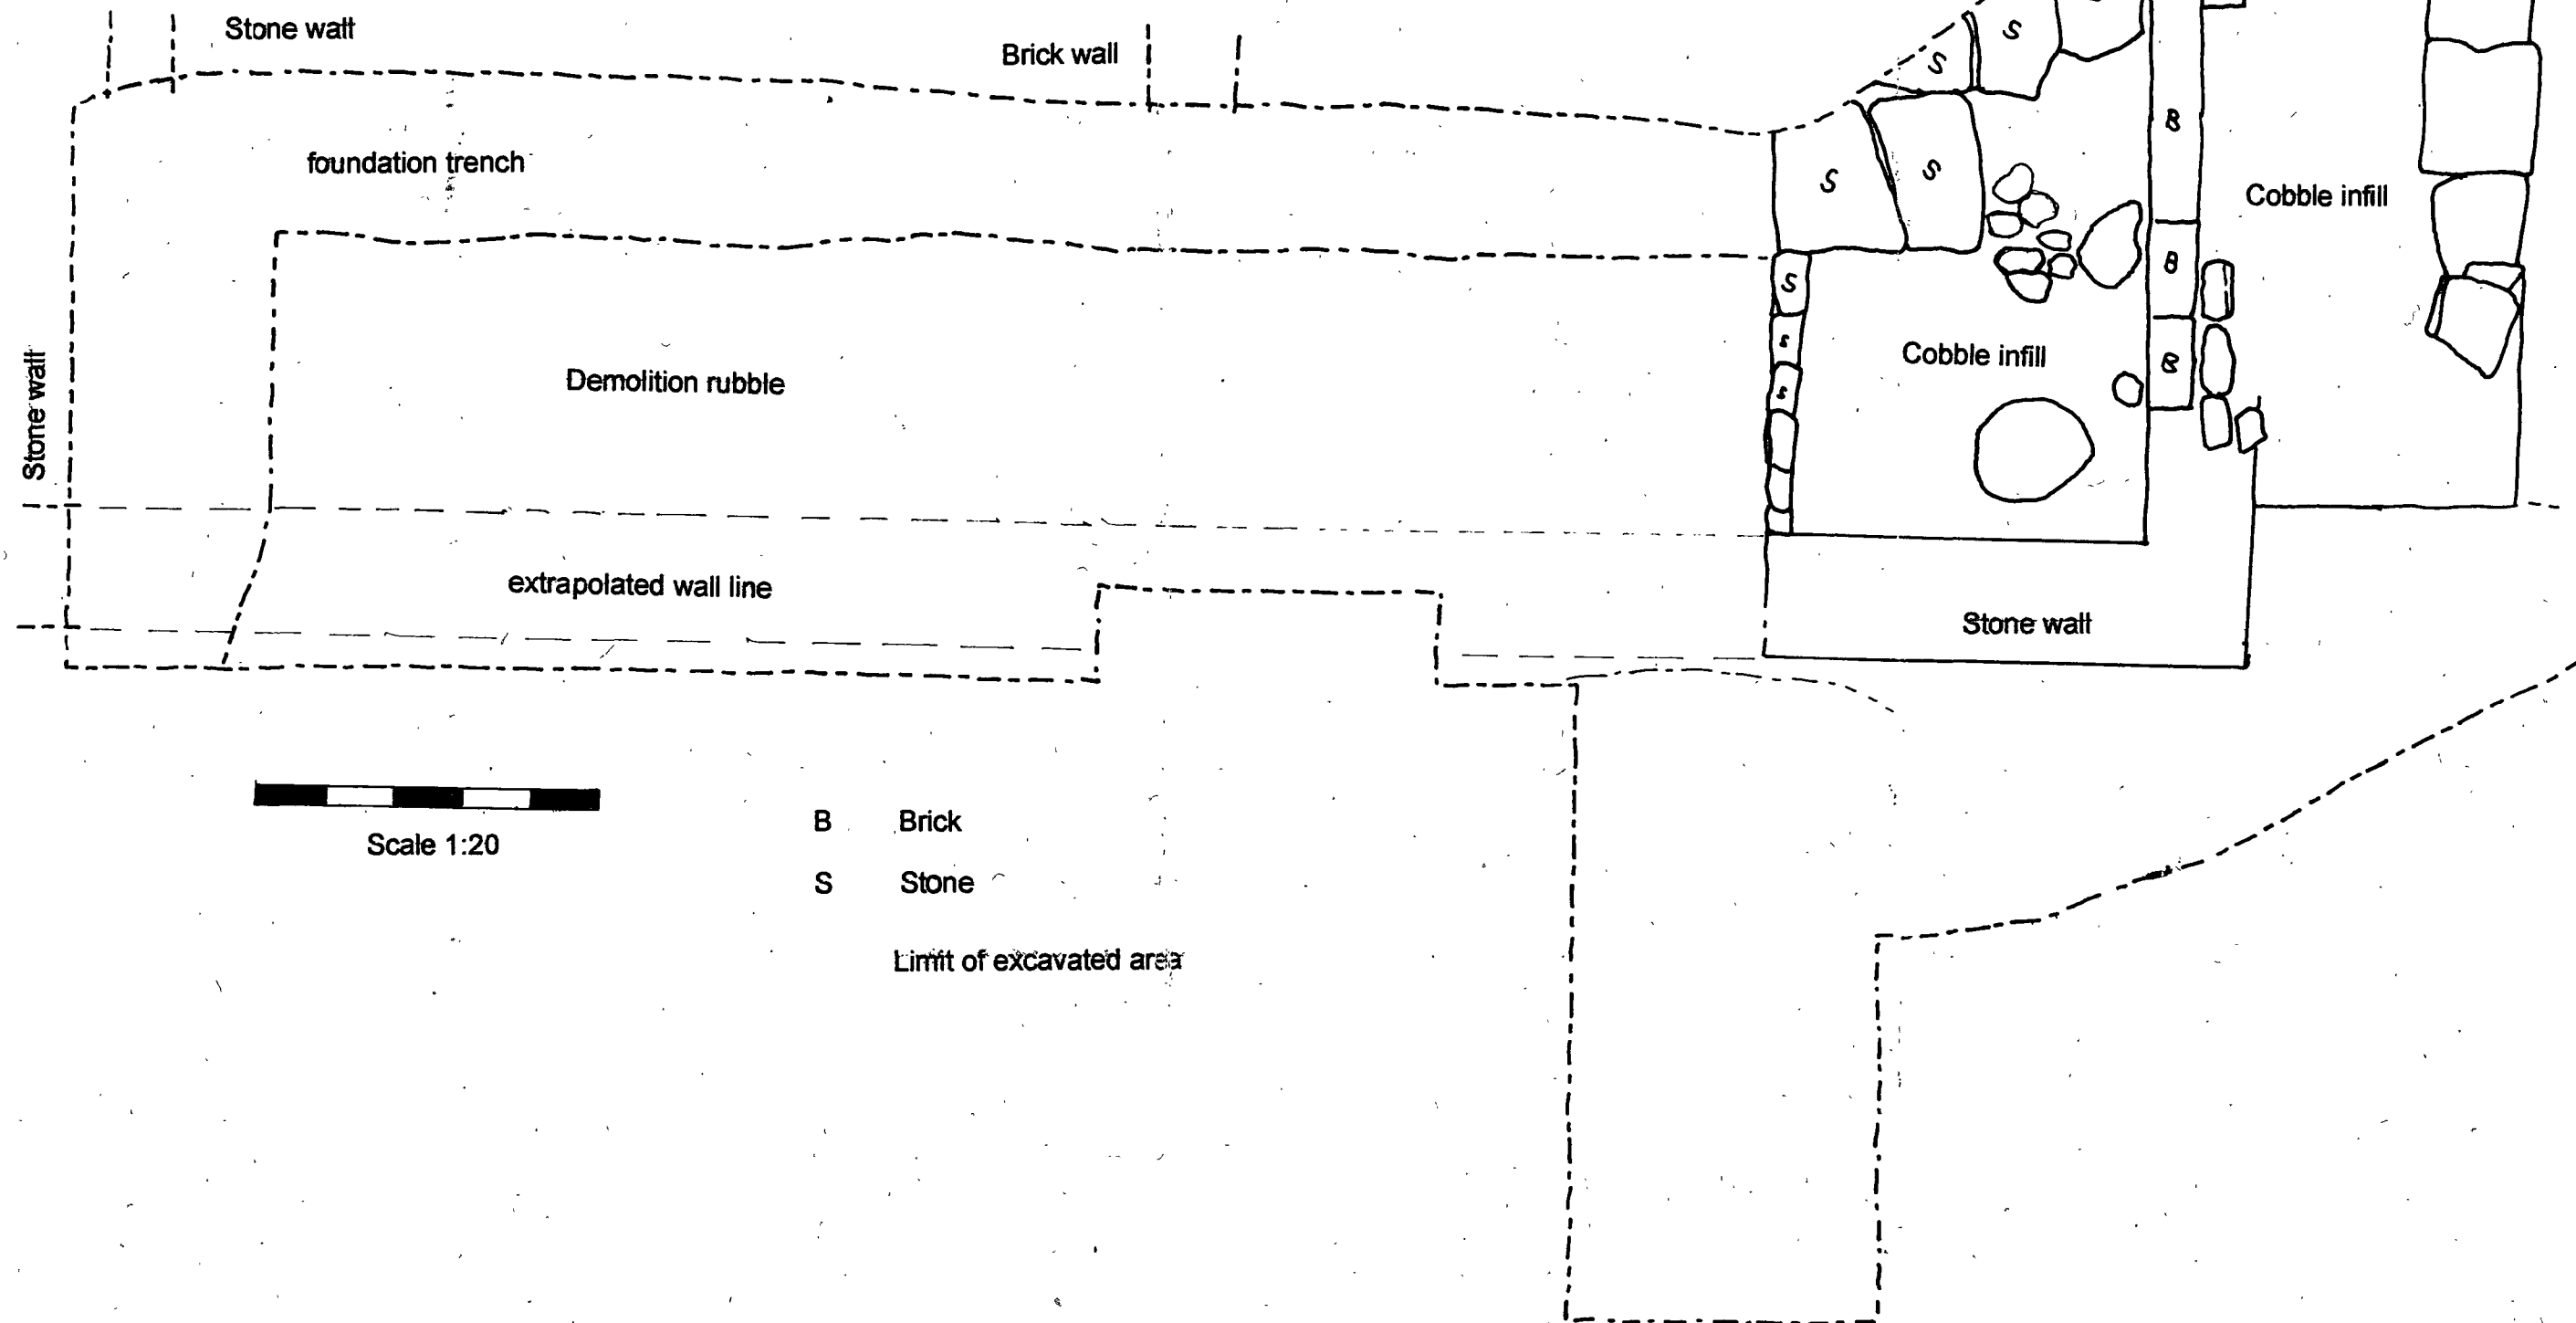 Stone wall
Brick wall
S
S
B
foundation trench
S
S
Cobble infill
B
S
Stone wall
Demolition rubble
Cobble infill
B
s
s
extrapolated wall line
Stone wall
Scale 1:20
B Brick
S Stone
Limit of excavated area